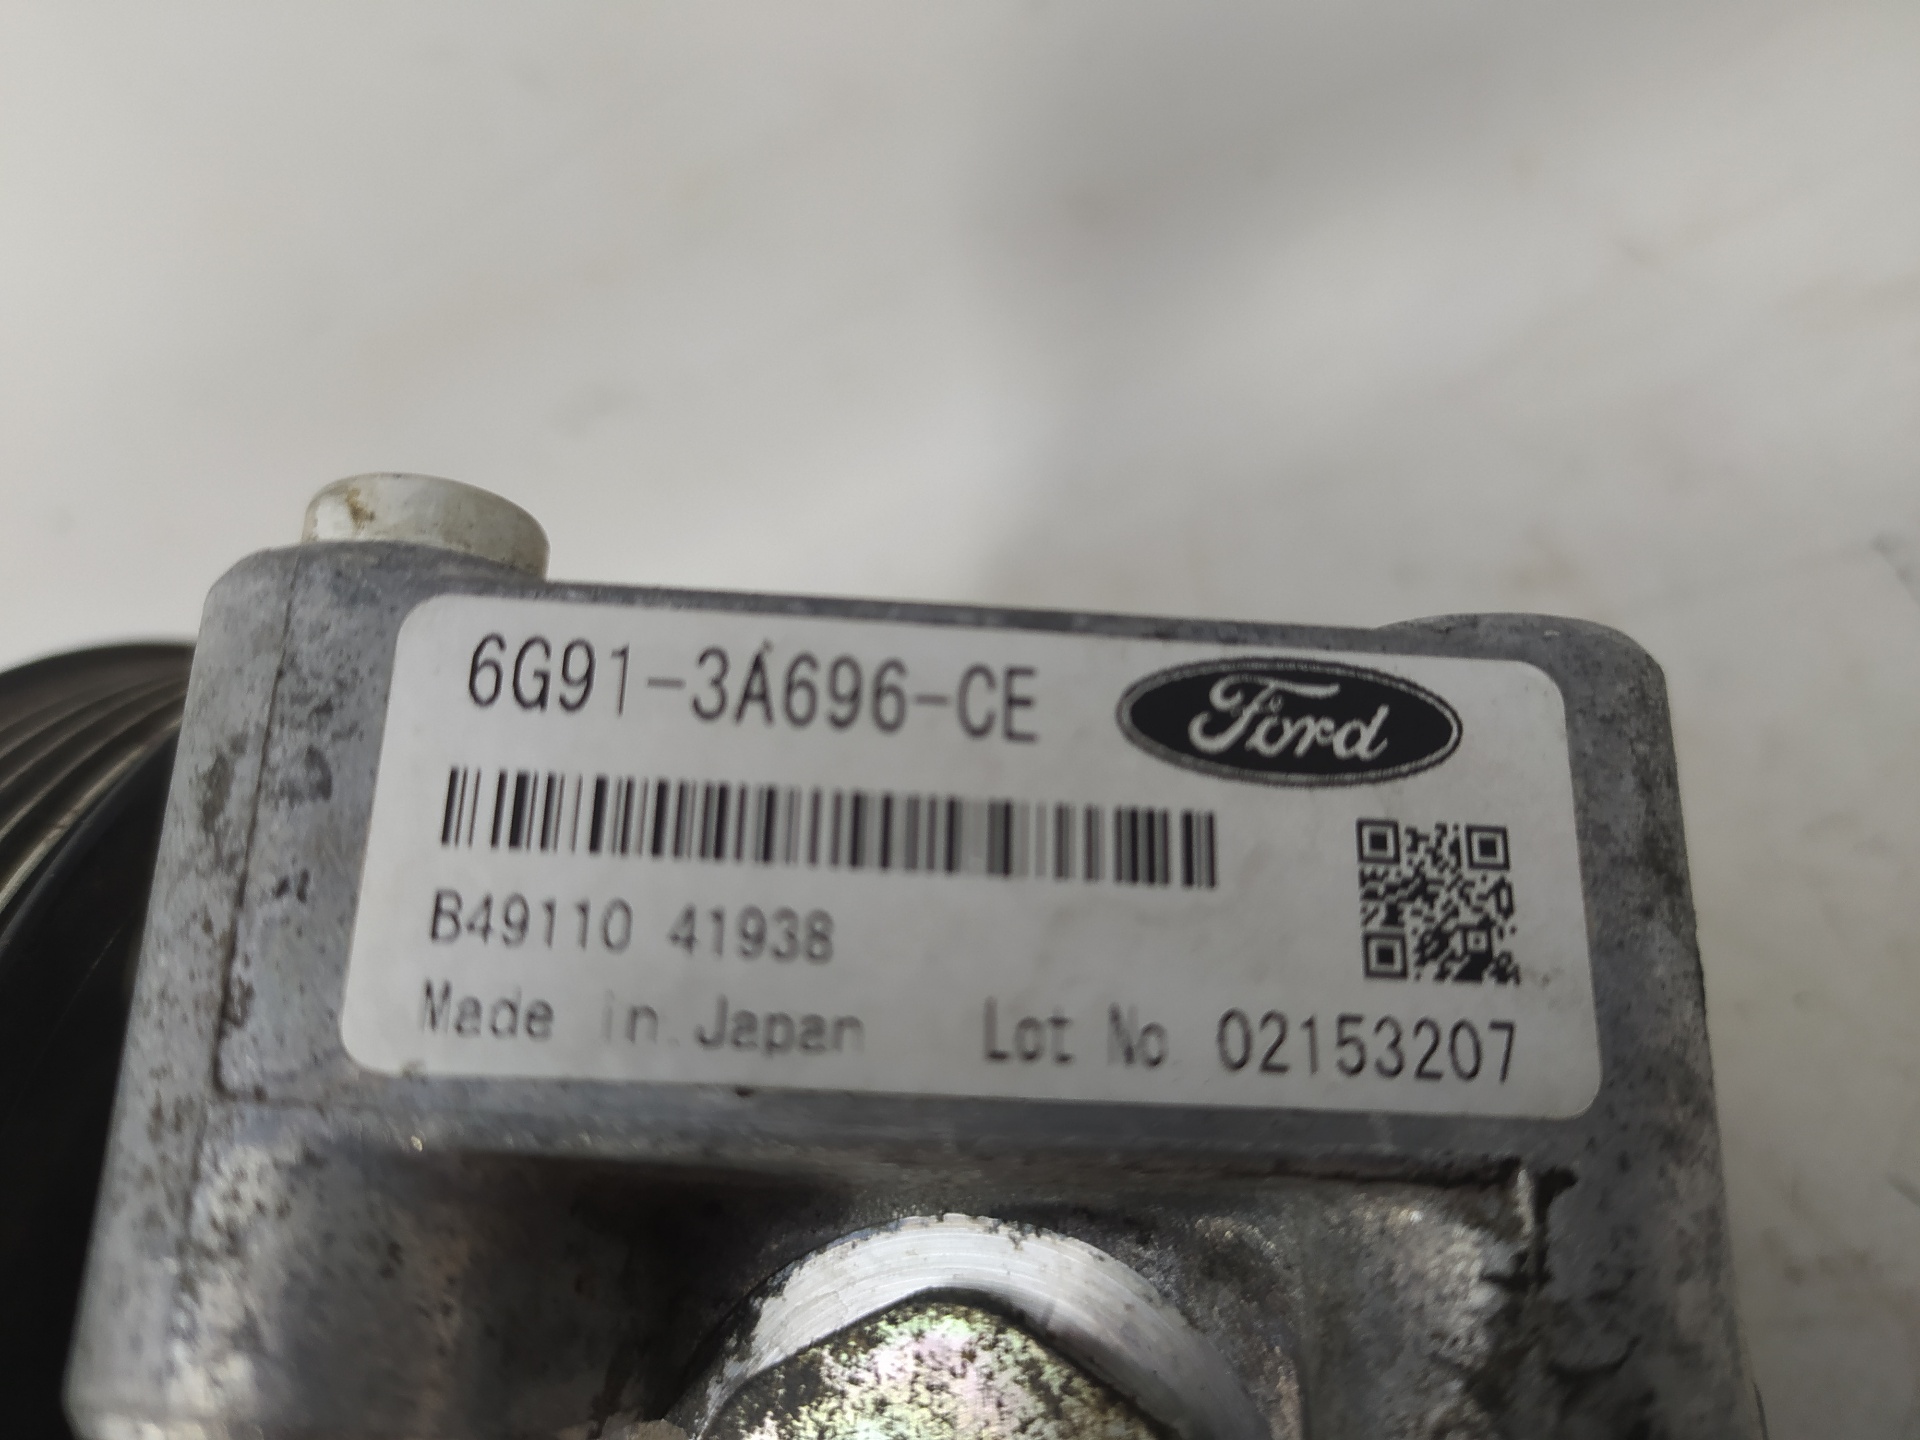 6G91-3A696-CE
Ford
B49110 41938
Made in Japan
Lot No 02153207